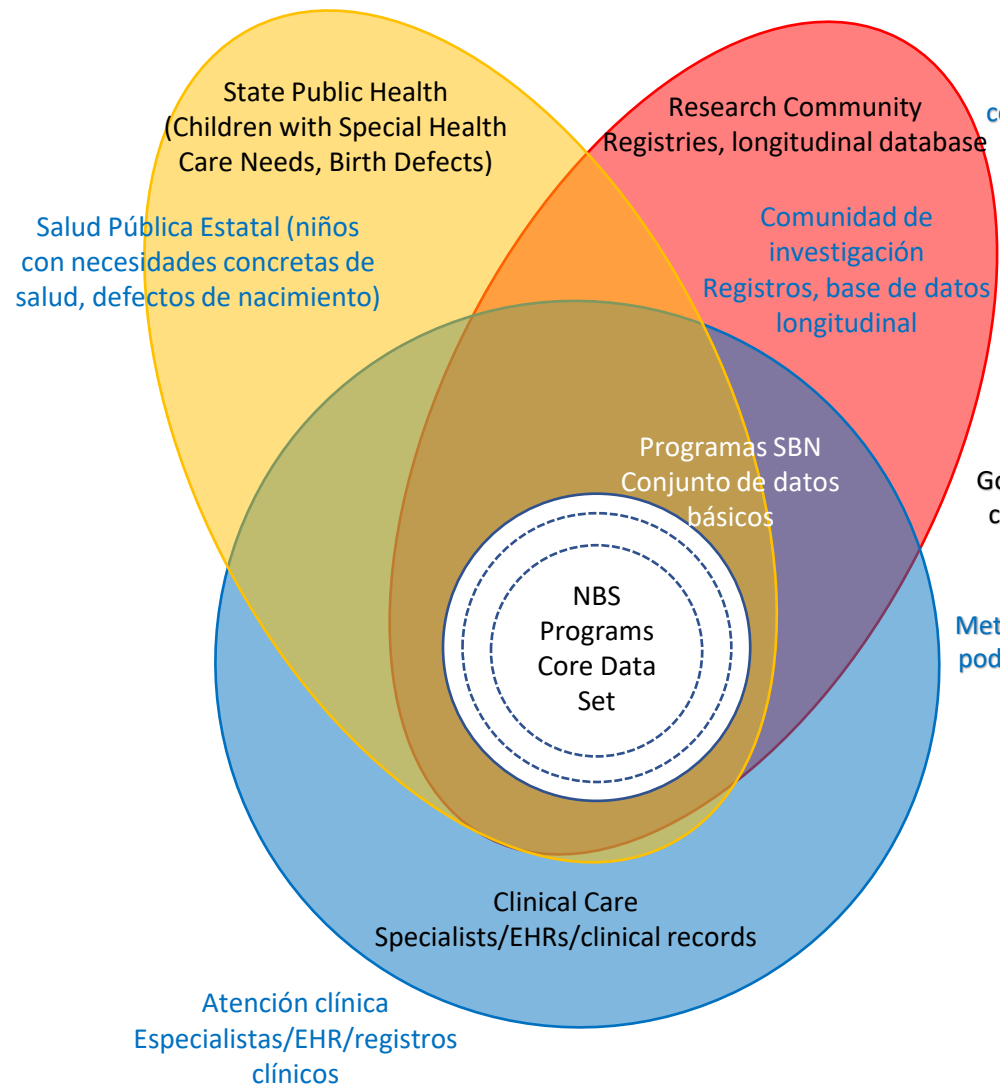 State Public Health
(Children with Special Health
Care Needs, Birth Defects)
Salud Pública Estatal (niños
con necesidades concretas de
salud, defectos de nacimiento)
Research Community
Registries, longitudinal database
Comunidad de
investigación
Registros, base de datos
longitudinal
Programas SBN
Conjunto de datos
básicos
NBS
Programs
Core Data
Set
Clinical Care
Specialists/EHRs/clinical records
Atención clínica
Especialistas/EHR/registros
clínicos